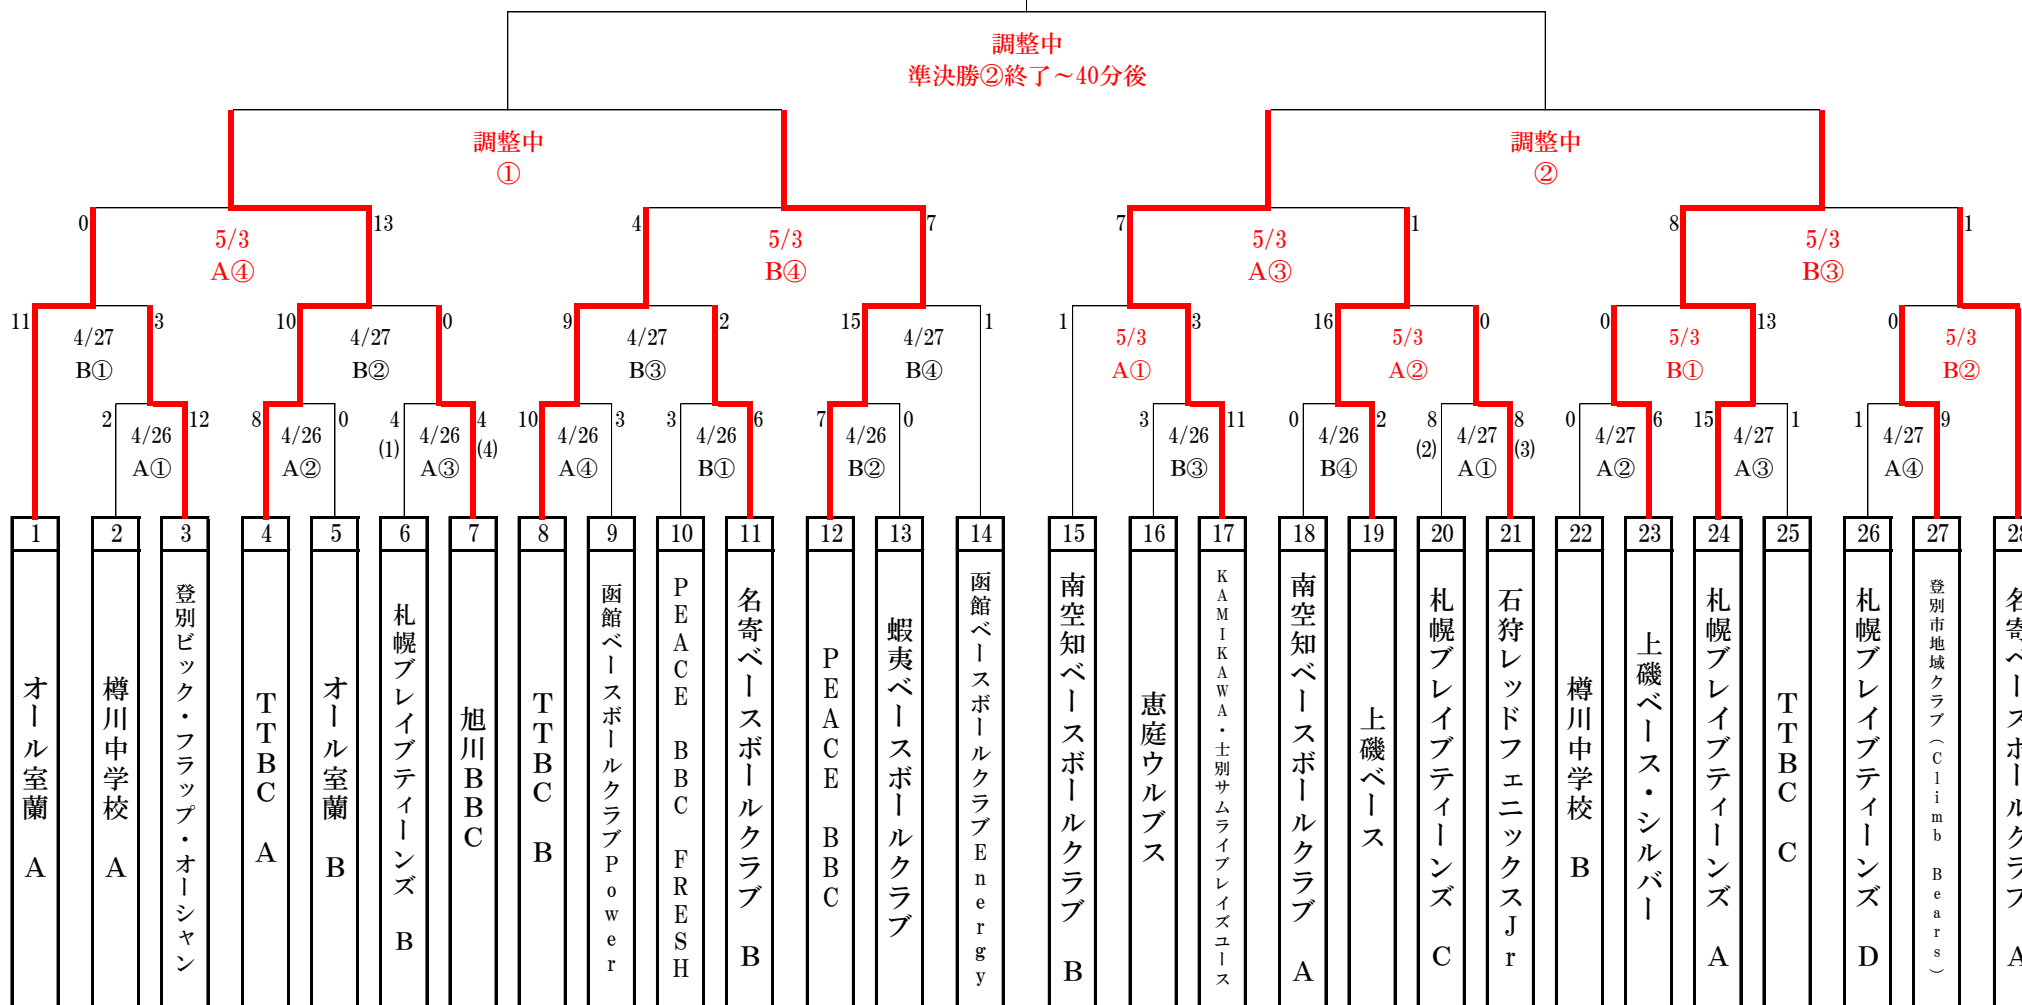 調整中
準決勝②終了～40分後
調整中
①
調整中
②
0
5/3
A④
13
4
5/3
B④
7
7
5/3
A③
1
8
5/3
B③
1
11
4/27
B①
3
10
4/27
B②
0
9
4/27
B③
2
15
4/27
B④
1
1
5/3
A①
3
16
5/3
A②
0
0
5/3
B①
13
0
5/3
B②
2
4/26
A①
12
8
4/26
A②
0
4
(1)
4/26
A③
4
(4)
10
4/26
A④
3
3
4/26
B①
6
7
4/26
B②
0
3
4/26
B③
11
0
4/26
B④
2
8
(2)
4/27
A①
8
(3)
0
4/27
A②
6
15
4/27
A③
1
1
4/27
A④
9
1
オール室蘭 A
2
樽川中学校 A
3
登別ビック・フラップ・オーシャン
4
TTBC A
5
オール室蘭 B
6
札幌ブレイブティーンズ B
7
旭川BBC
8
TTBC B
9
函館ベースボールクラブPower
10
PEACE BBC FRESH
11
名寄ベースボールクラブ B
12
PEACE BBC
13
蝦夷ベースボールクラブ
14
函館ベースボールクラブEnergy
15
南空知ベースボールクラブ B
16
恵庭ウルブス
17
KAMIKAWA・士別サムライブレイズユース
18
南空知ベースボールクラブ A
19
上磯ベース
20
札幌ブレイブティーンズ C
21
石狩レッドフェニックスJr
22
樽川中学校 B
23
上磯ベース・シルバー
24
札幌ブレイブティーンズ A
25
TTBC C
26
札幌ブレイブティーンズ D
27
登別市地域クラブ（Climb Bears）
28
名寄ベースボールクラブ A